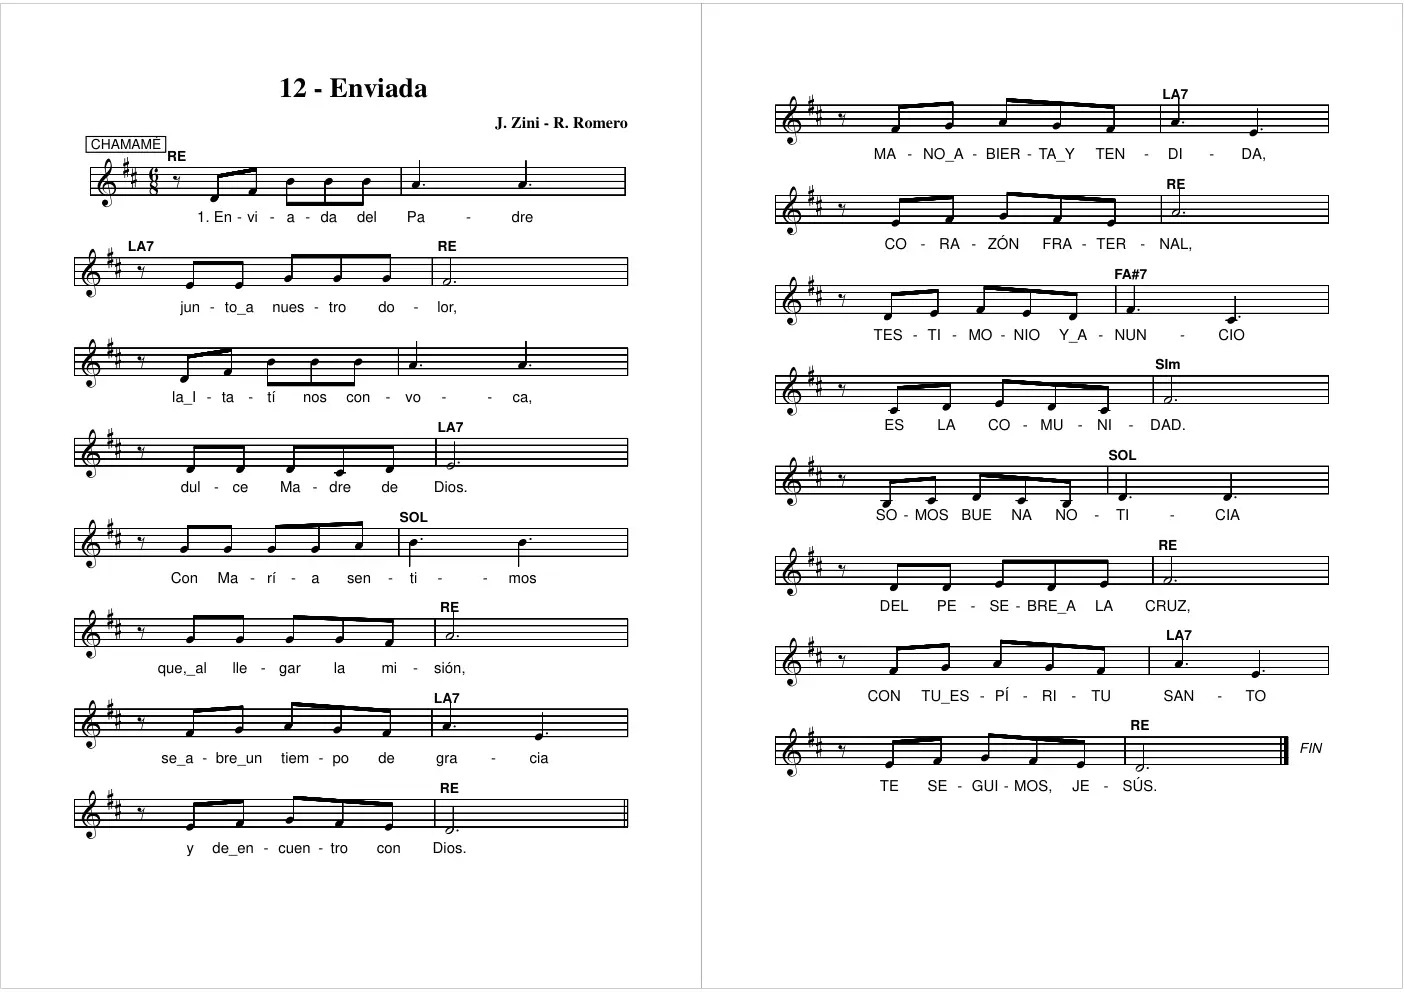 12 - Enviada
J. Zini - R. Romero
CHAMAMÉ
RE
6
8
1. En - vi - a - da del Pa - dre
LA7 RE
jun - to_a nues - tro do - lor,
la_I - ta - tí nos con - vo - - ca,
LA7
dul - ce Ma - dre de Dios.
SOL
Con Ma - rí - a sen - ti - - mos
RE
que,_al lle - gar la mi - sión,
LA7
se_a - bre_un tiem - po de gra - cia
RE
y de_en - cuen - tro con Dios.
LA7
MA - NO_A - BIER - TA_Y TEN - DI - DA,
RE
CO - RA - ZÓN FRA - TER - NAL,
FA#7
TES - TI - MO - NIO Y_A - NUN - CIO
SIm
ES LA CO - MU - NI - DAD.
SOL
SO - MOS BUE NA NO - TI - CIA
RE
DEL PE - SE - BRE_A LA CRUZ,
LA7
CON TU_ES - PÍ - RI - TU SAN - TO
RE
FIN
TE SE - GUI - MOS, JE - SÚS.